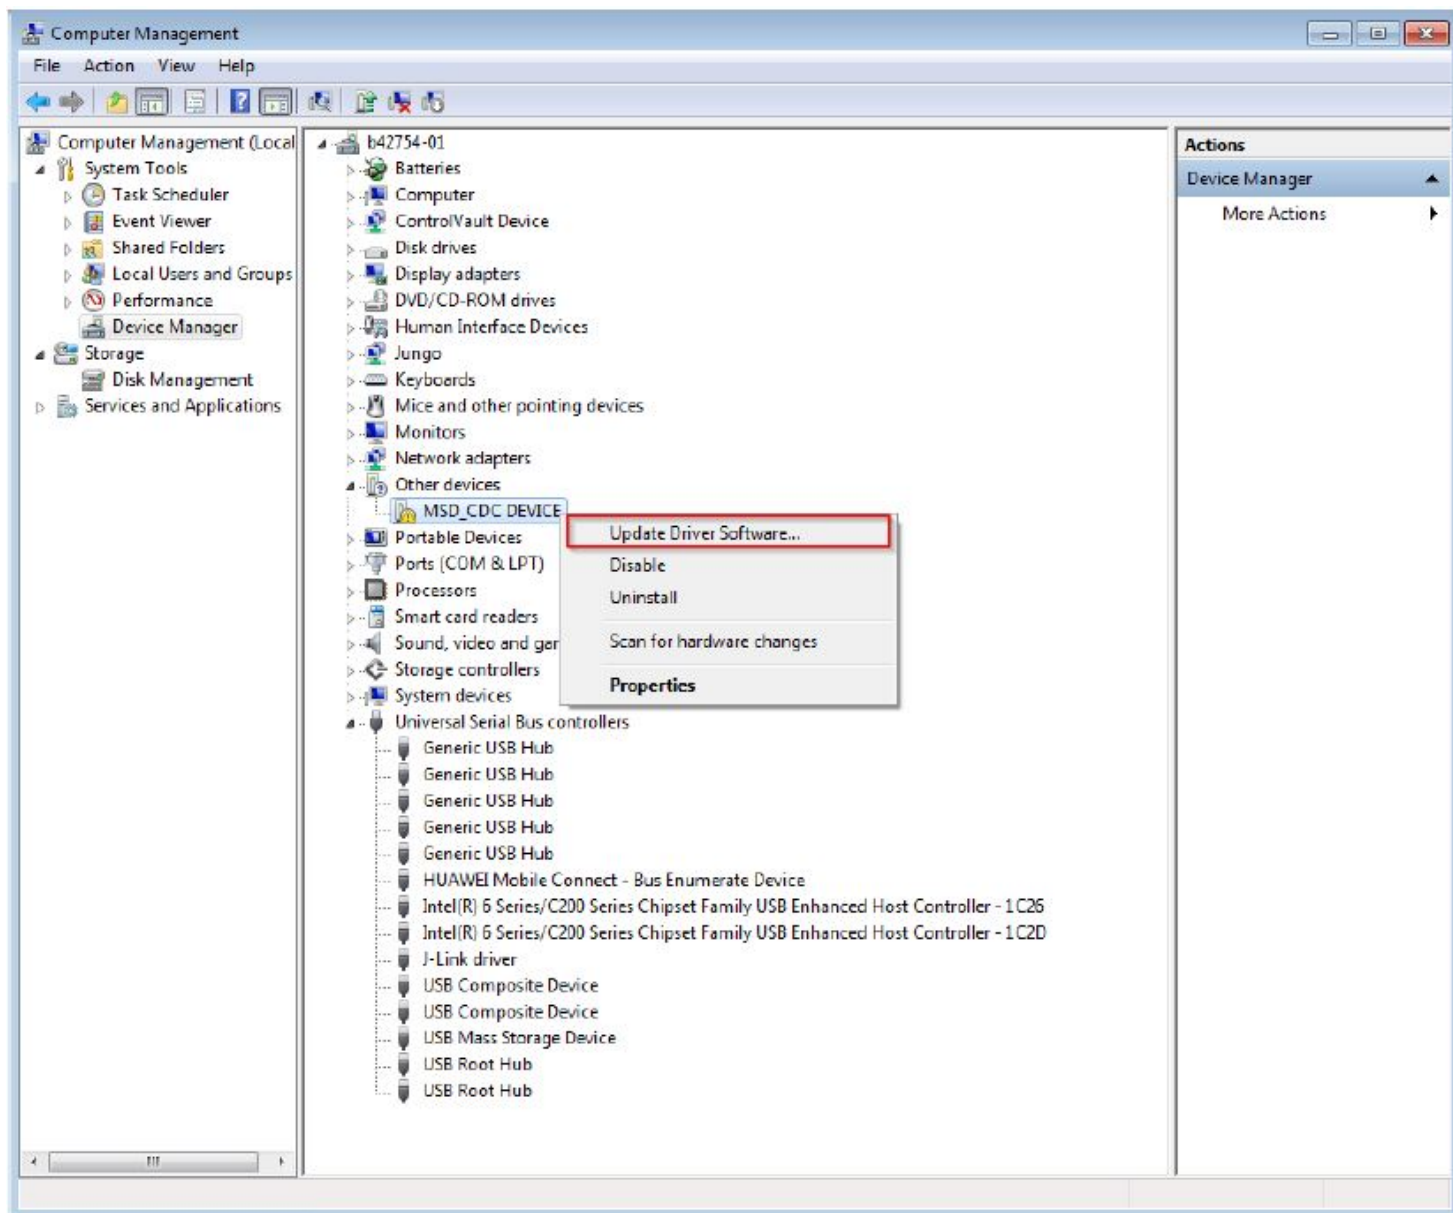 Computer Management
File Action View Help
Computer Management (Local
System Tools
Task Scheduler
Event Viewer
Shared Folders
Local Users and Groups
Performance
Device Manager
Storage
Disk Management
Services and Applications
b42754-01
Batteries
Computer
ControlVault Device
Disk drives
Display adapters
DVD/CD-ROM drives
Human Interface Devices
Jungo
Keyboards
Mice and other pointing devices
Monitors
Network adapters
Other devices
MSD_CDC DEVICE
Portable Devices
Ports (COM & LPT)
Processors
Smart card readers
Sound, video and gar
Storage controllers
System devices
Universal Serial Bus controllers
Generic USB Hub
Generic USB Hub
Generic USB Hub
Generic USB Hub
Generic USB Hub
HUAWEI Mobile Connect - Bus Enumerate Device
Intel(R) 6 Series/C200 Series Chipset Family USB Enhanced Host Controller - 1C26
Intel(R) 6 Series/C200 Series Chipset Family USB Enhanced Host Controller - 1C2D
J-Link driver
USB Composite Device
USB Composite Device
USB Mass Storage Device
USB Root Hub
USB Root Hub
Update Driver Software...
Disable
Uninstall
Scan for hardware changes
Properties
Actions
Device Manager
More Actions